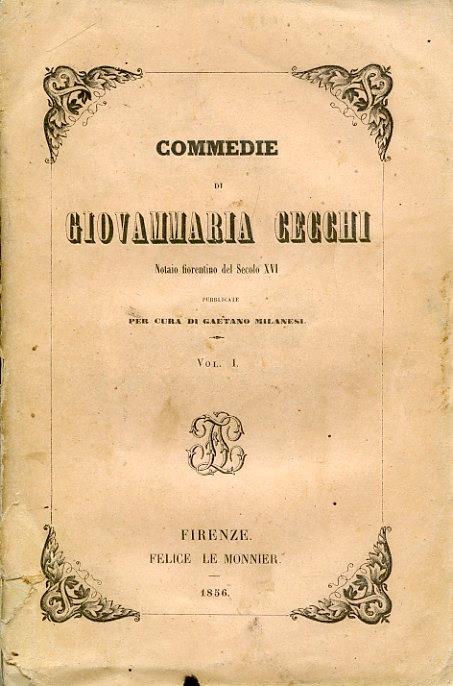 COMMEDIE
DI
GIOVAMMARIA CECCHI
Notaio fiorentino del Secolo XVI
PUBBLICATE
PER CURA DI GAETANO MILANESI.
VOL. I.
FIRENZE.
FELICE LE MONNIER.
1856.